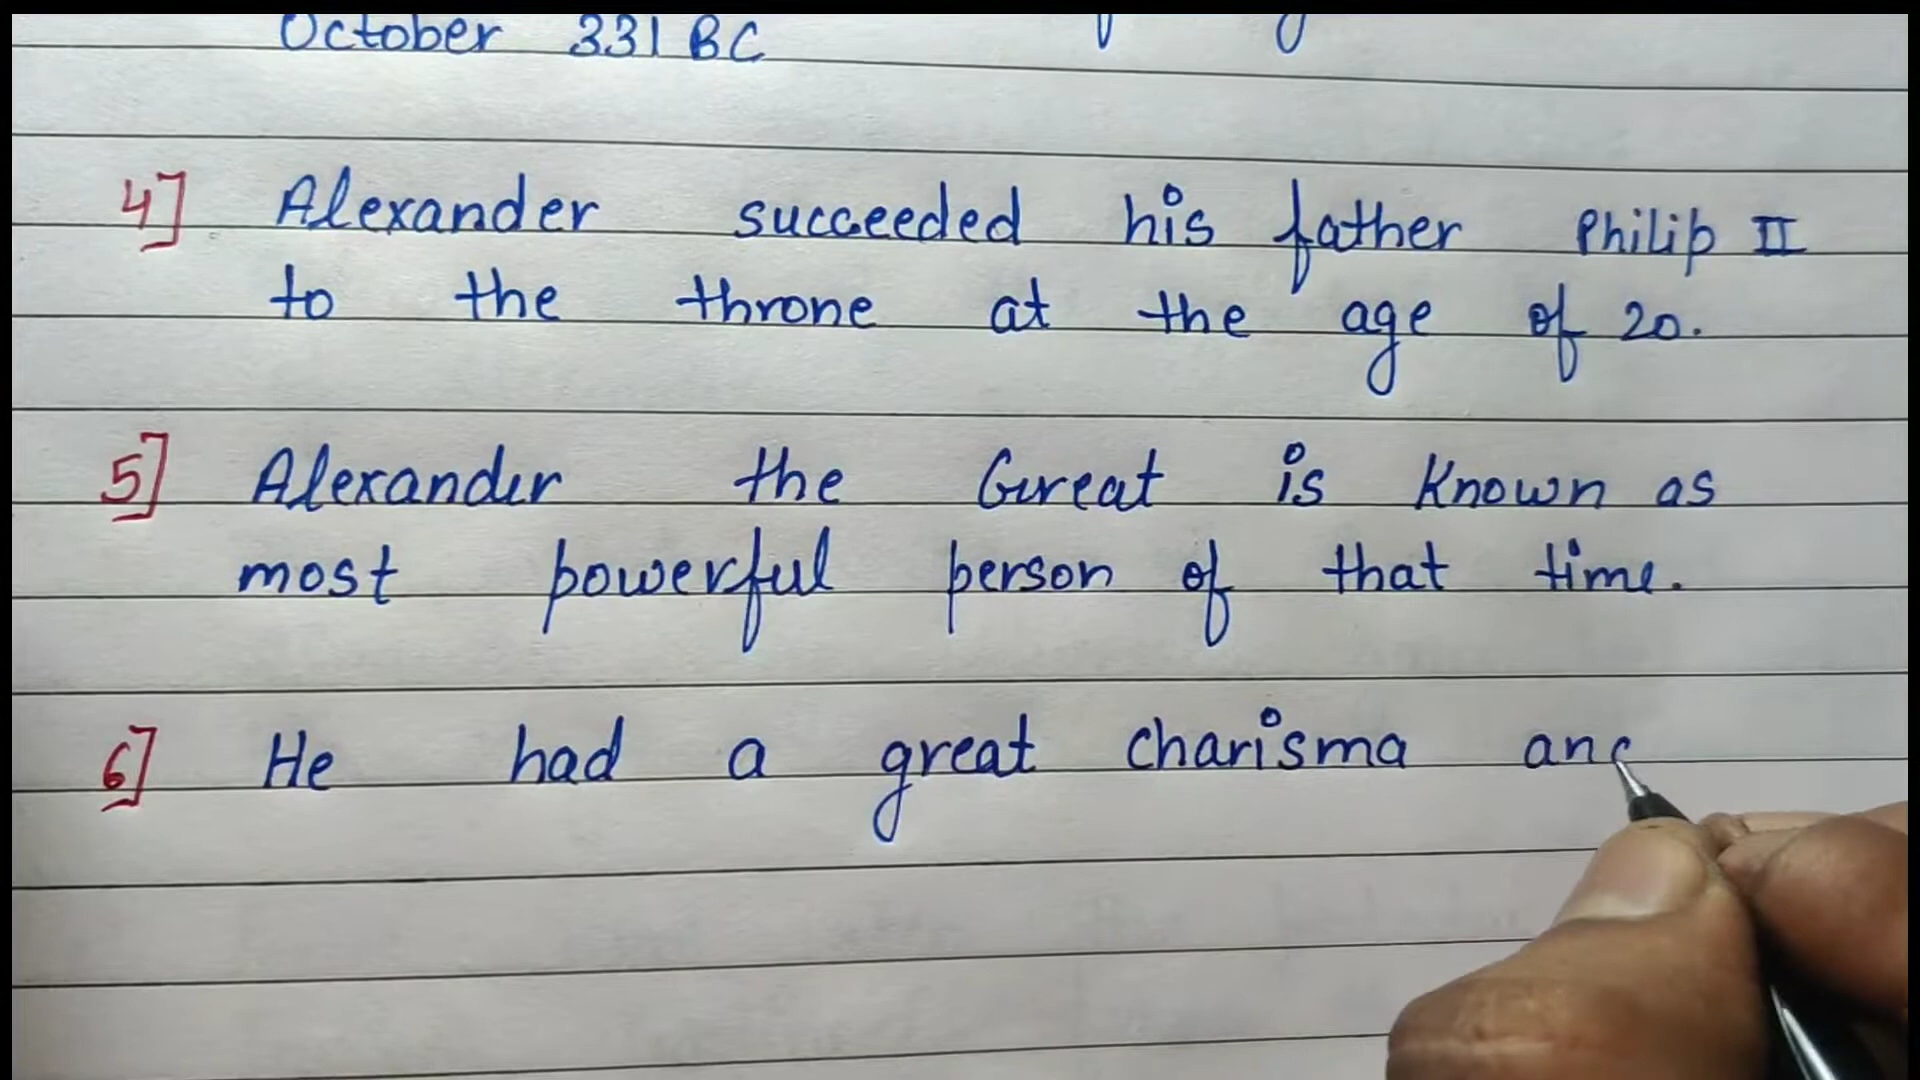 October 331 BC
4] Alexander succeeded his father Philip II
to the throne at the age of 20.
5] Alexander the Great is known as
most powerful person of that time.
6] He had a great charisma